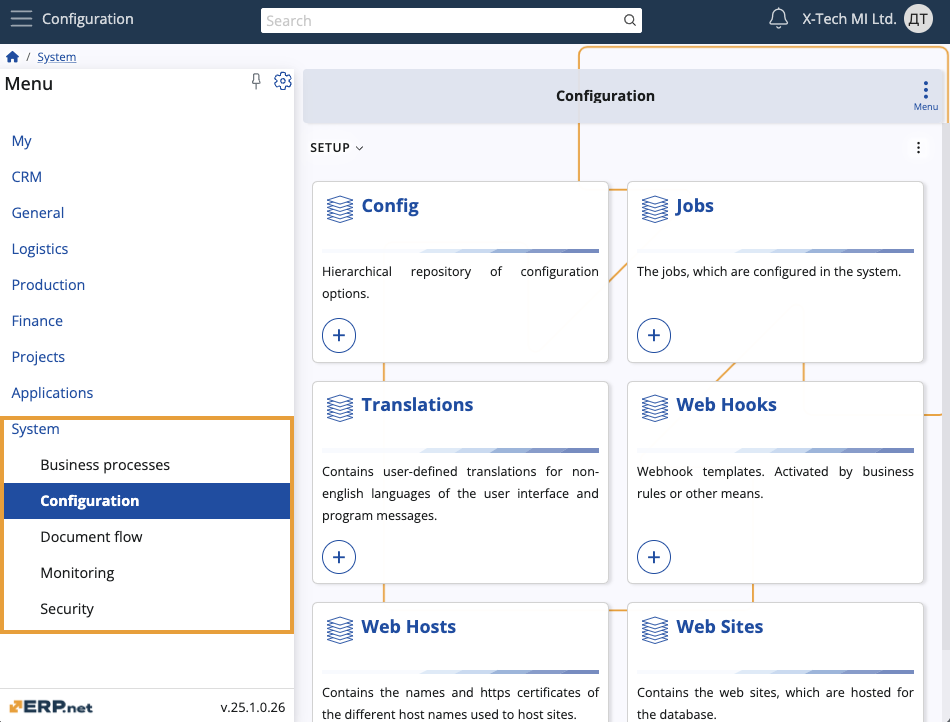 Configuration
Search
X-Tech MI Ltd.
ДТ
/ System
Menu
My
CRM
General
Logistics
Production
Finance
Projects
Applications
System
Business processes
Configuration
Document flow
Monitoring
Security
ERP.net
v.25.1.0.26
Configuration
Menu
SETUP
Config
Hierarchical repository of configuration
options.
Jobs
The jobs, which are configured in the system.
Translations
Contains user-defined translations for non-
english languages of the user interface and
program messages.
Web Hooks
Webhook templates. Activated by business
rules or other means.
Web Hosts
Contains the names and https certificates of
the different host names used to host sites.
Web Sites
Contains the web sites, which are hosted for
the database.